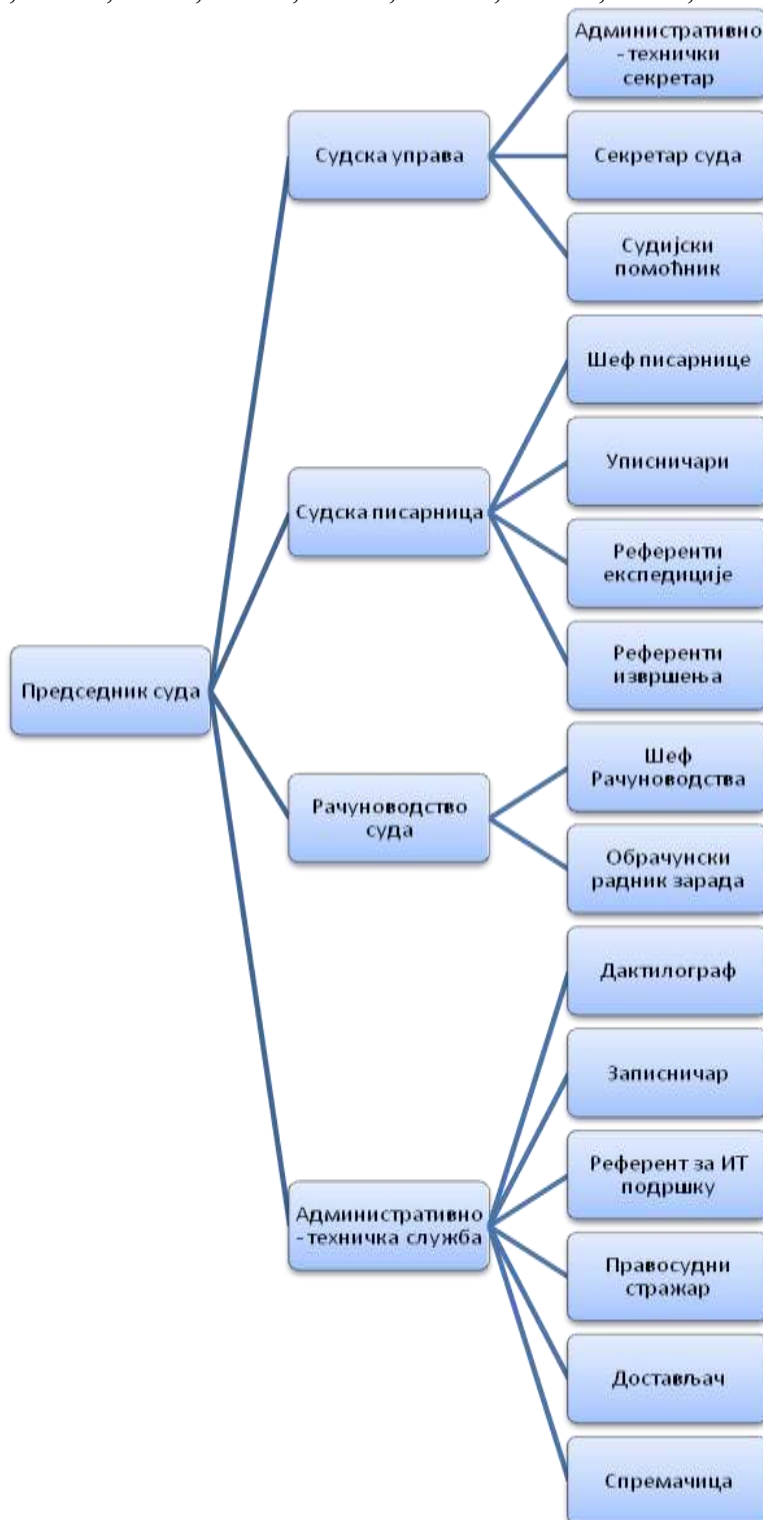 Административно
- технички
секретар
Судска управа
Секретар суда
Судијски
помоћник
Шеф писарнице
Уписничари
Судска писарница
Референти
експедиције
Референти
извршења
Председник суда
Шеф
Рачуноводства
Рачуноводство
суда
Обрачунски
радник зарада
Дактилограф
Записничар
Референт за ИТ
подршку
Административно
- техничка служба
Правосудни
стражар
Достављач
Спремачица